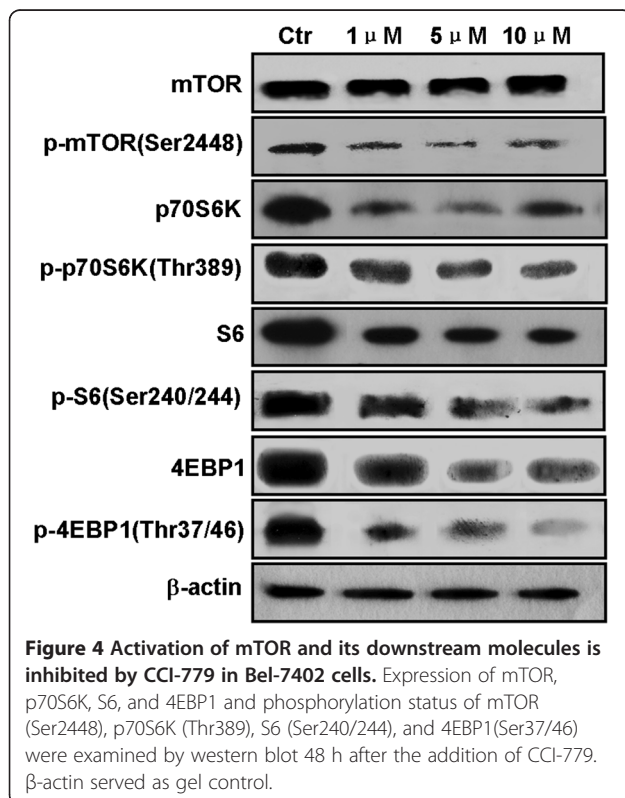 Ctr 1 μ M 5 μ M 10 μ M
mTOR
p-mTOR(Ser2448)
p70S6K
p-p70S6K(Thr389)
S6
p-S6(Ser240/244)
4EBP1
p-4EBP1(Thr37/46)
β-actin
Figure 4 Activation of mTOR and its downstream molecules is
inhibited by CCI-779 in Bel-7402 cells. Expression of mTOR,
p70S6K, S6, and 4EBP1 and phosphorylation status of mTOR
(Ser2448), p70S6K (Thr389), S6 (Ser240/244), and 4EBP1(Ser37/46)
were examined by western blot 48 h after the addition of CCI-779.
β-actin served as gel control.